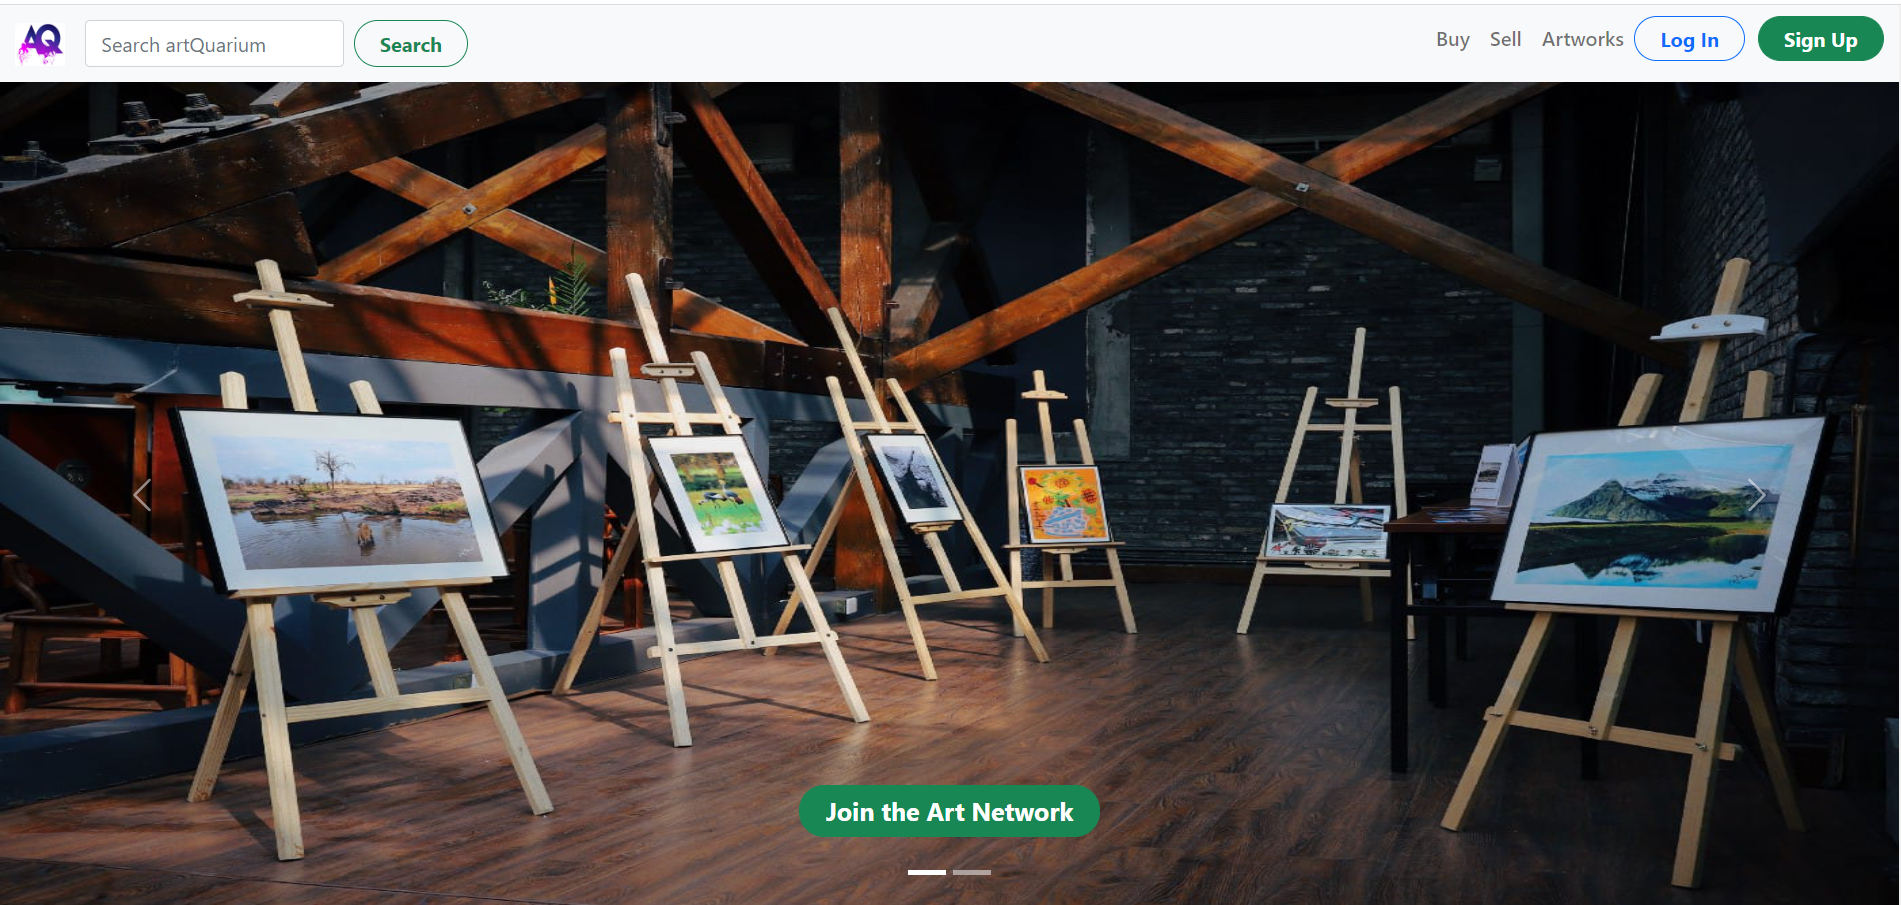 AQ
Search artQuarium
Search
Buy
Sell
Artworks
Log In
Sign Up
Join the Art Network